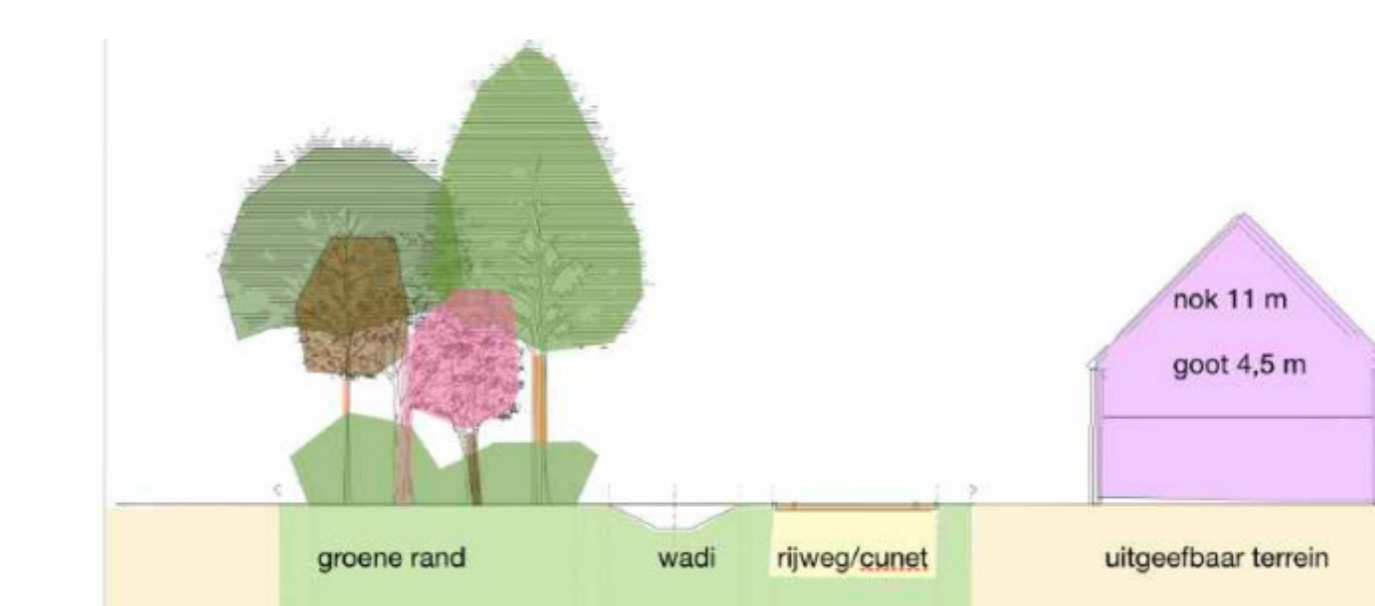 nok 11 m
goot 4,5 m
groene rand
wadi
rijweg/cunet
uitgeefbaar terrein